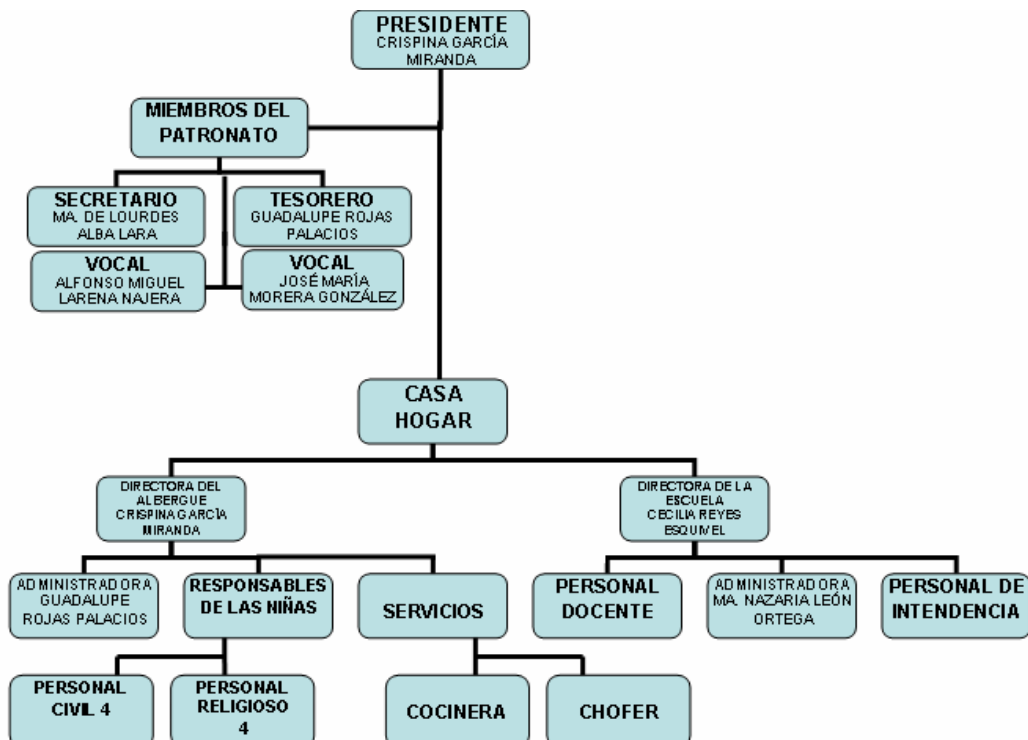 PRESIDENTE
CRISPINA GARCÍA
MIRANDA
MIEMBROS DEL
PATRONATO
SECRETARIO
MA. DE LOURDES
ALBA LARA
TESORERO
GUADALUPE ROJAS
PALACIOS
VOCAL
ALFONSO MIGUEL
LARENA NAJERA
VOCAL
JOSÉ MARÍA
MORERA GONZÁLEZ
CASA
HOGAR
DIRECTORA DEL
ALBERGUE
CRISPINA GARCÍA
MIRANDA
DIRECTORA DE LA
ESCUELA
CECILIA REYES
ESQUIVEL
ADMINISTRADORA
GUADALUPE
ROJAS PALACIOS
RESPONSABLES
DE LAS NIÑAS
SERVICIOS
PERSONAL
DOCENTE
ADMINISTRADORA
MA. NAZARIA LEÓN
ORTEGA
PERSONAL DE
INTENDENCIA
PERSONAL
CIVIL 4
PERSONAL
RELIGIOSO
4
COCINERA
CHOFER